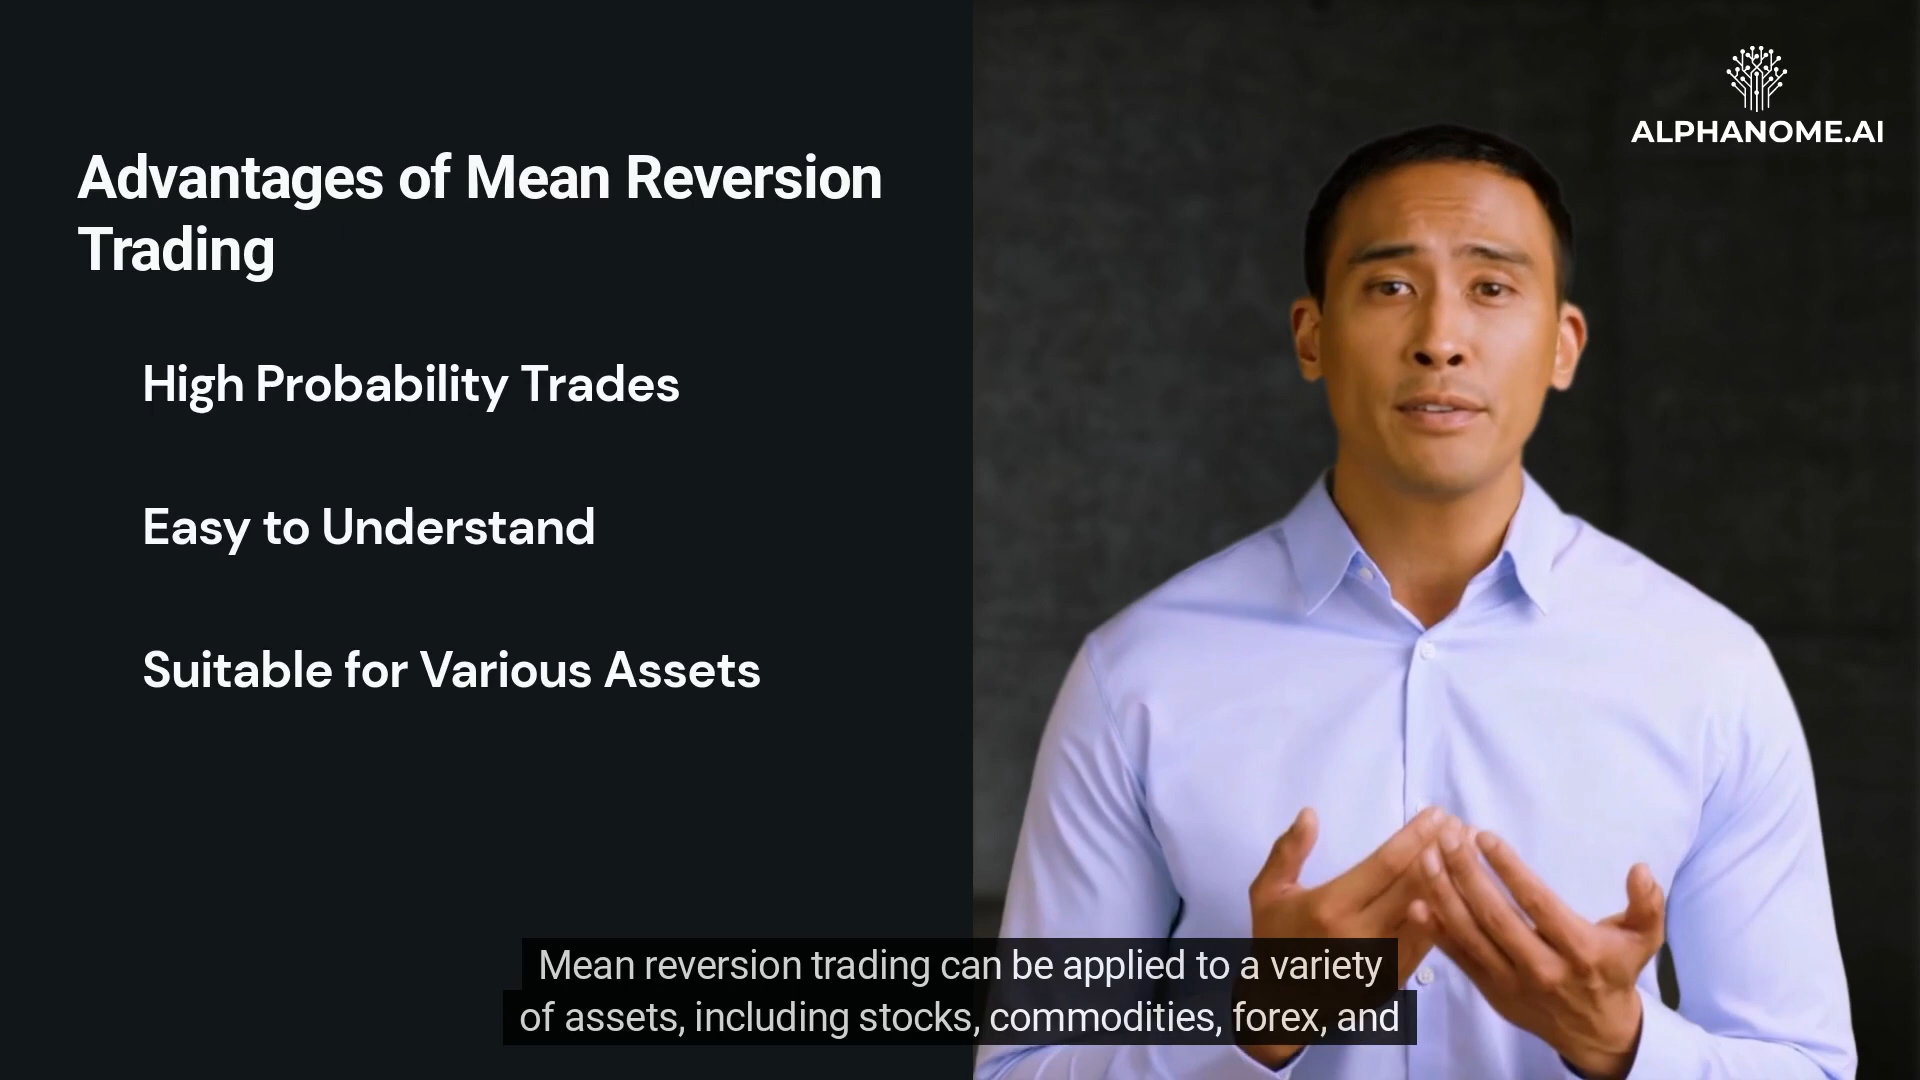 ALPHANOME.AI
Advantages of Mean Reversion
Trading
High Probability Trades
Easy to Understand
Suitable for Various Assets
Mean reversion trading can be applied to a variety
of assets, including stocks, commodities, forex, and